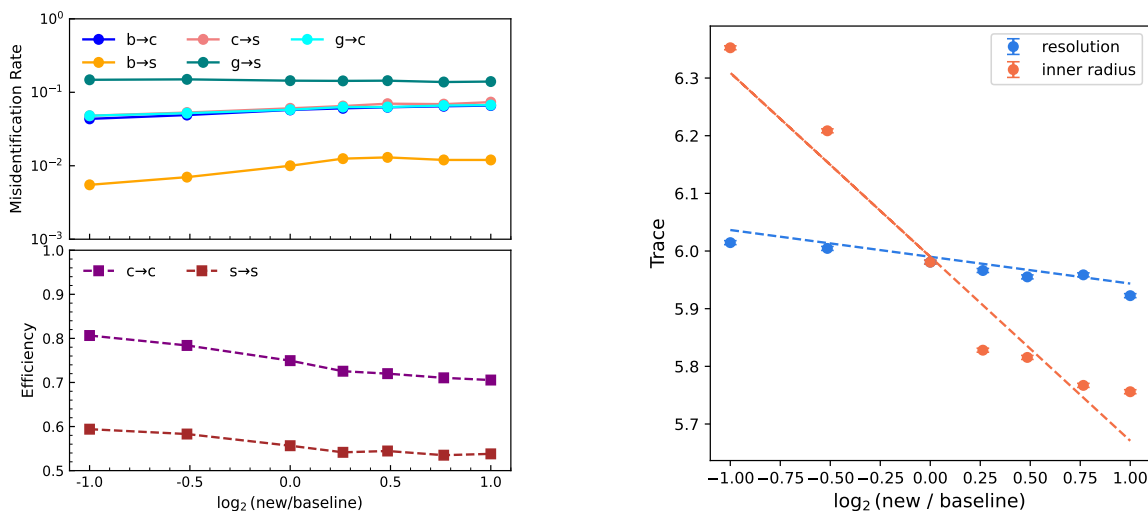 Misidentification Rate
10⁰
10⁻¹
10⁻²
10⁻³
b→c
c→s
g→c
b→s
g→s
Efficiency
1.0
0.9
0.8
0.7
0.6
0.5
c→c
s→s
-1.0 -0.5 0.0 0.5 1.0
log₂ (new/baseline)
Trace
6.3
6.2
6.1
6.0
5.9
5.8
5.7
resolution
inner radius
−1.00 −0.75 −0.50 −0.25 0.00 0.25 0.50 0.75 1.00
log₂ (new / baseline)